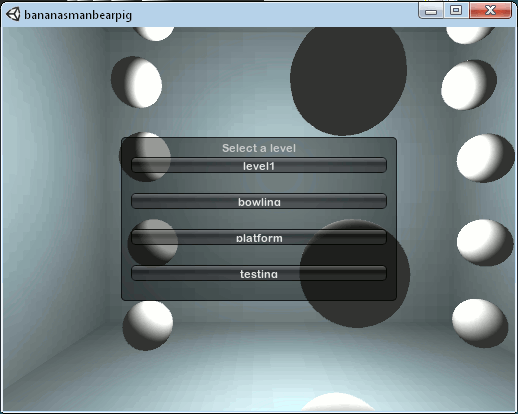 bananasmanbearpig
Select a level
level1
bowling
platform
testing